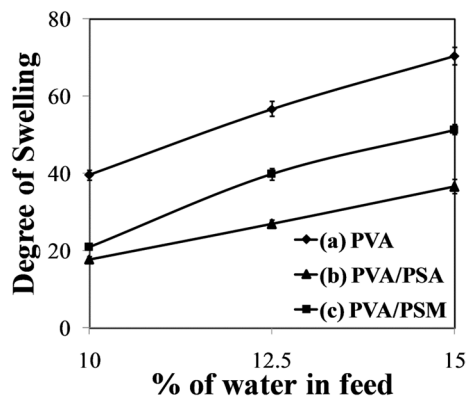 80
60
40
20
0
Degree of Swelling
(a) PVA
(b) PVA/PSA
(c) PVA/PSM
10
12.5
15
% of water in feed